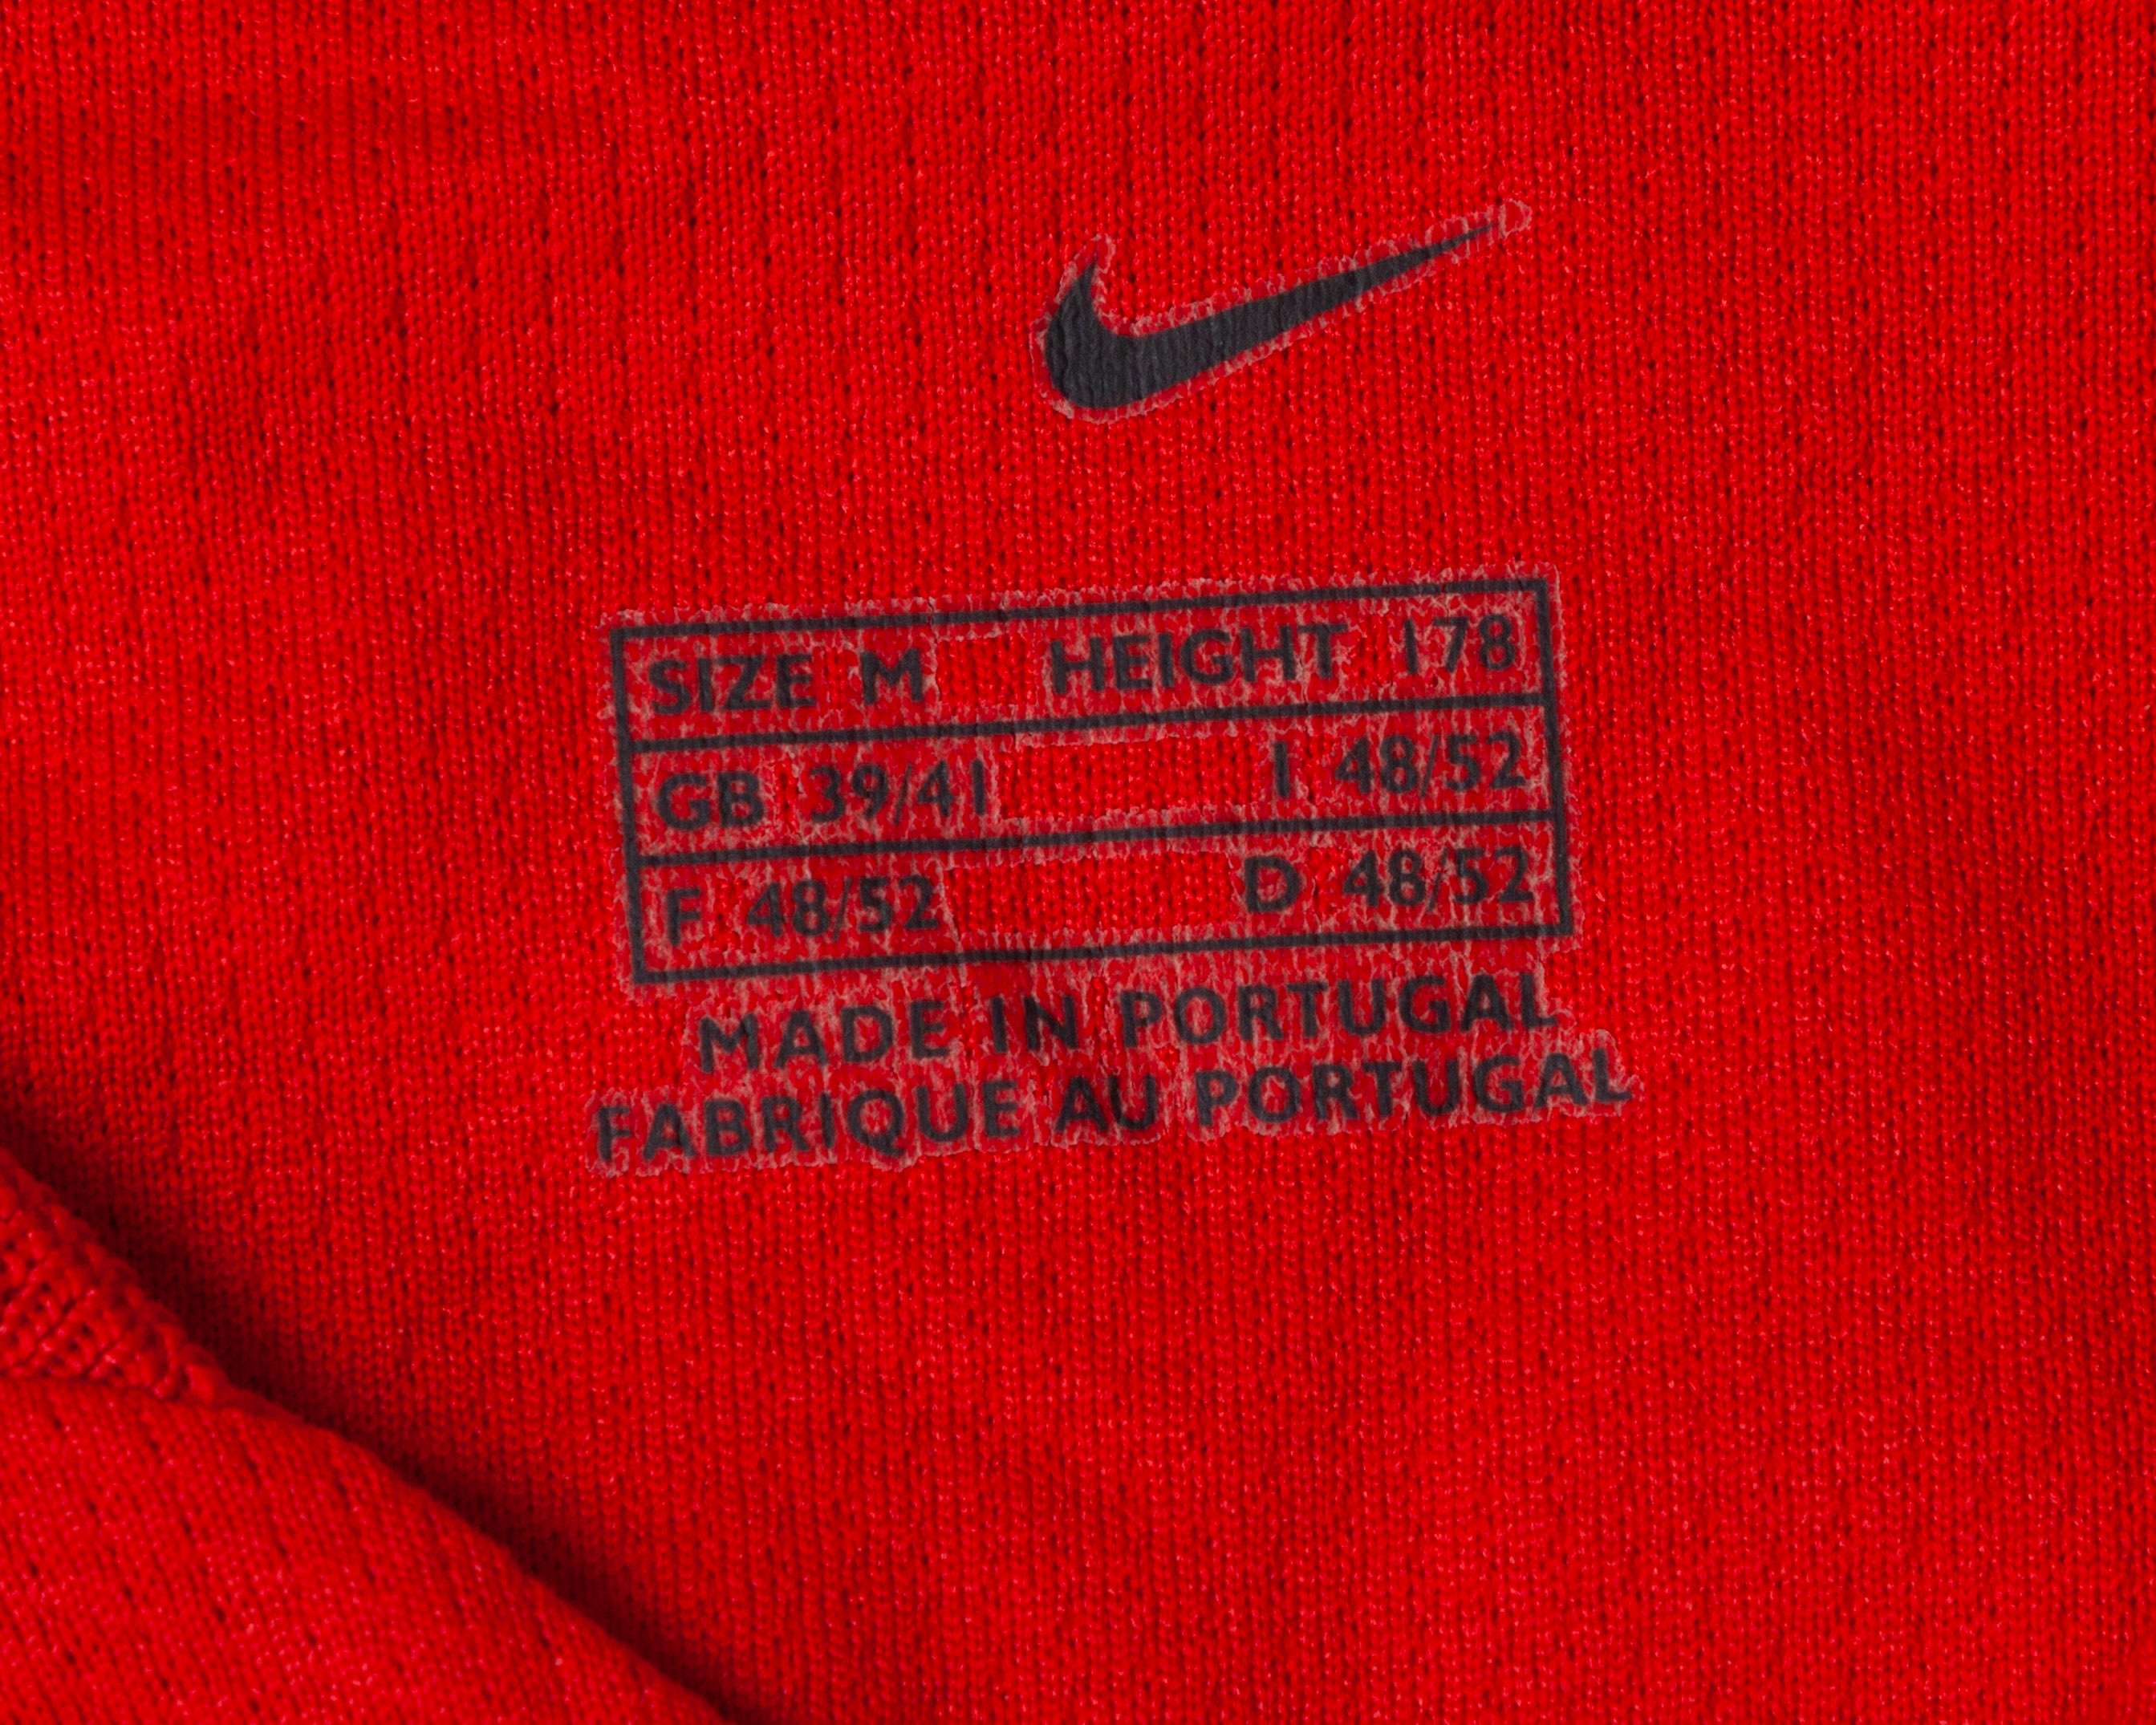 SIZE M HEIGHT 178
GB 39/41 I 48/52
F 48/52 D 48/52
MADE IN PORTUGAL
FABRIQUE AU PORTUGAL